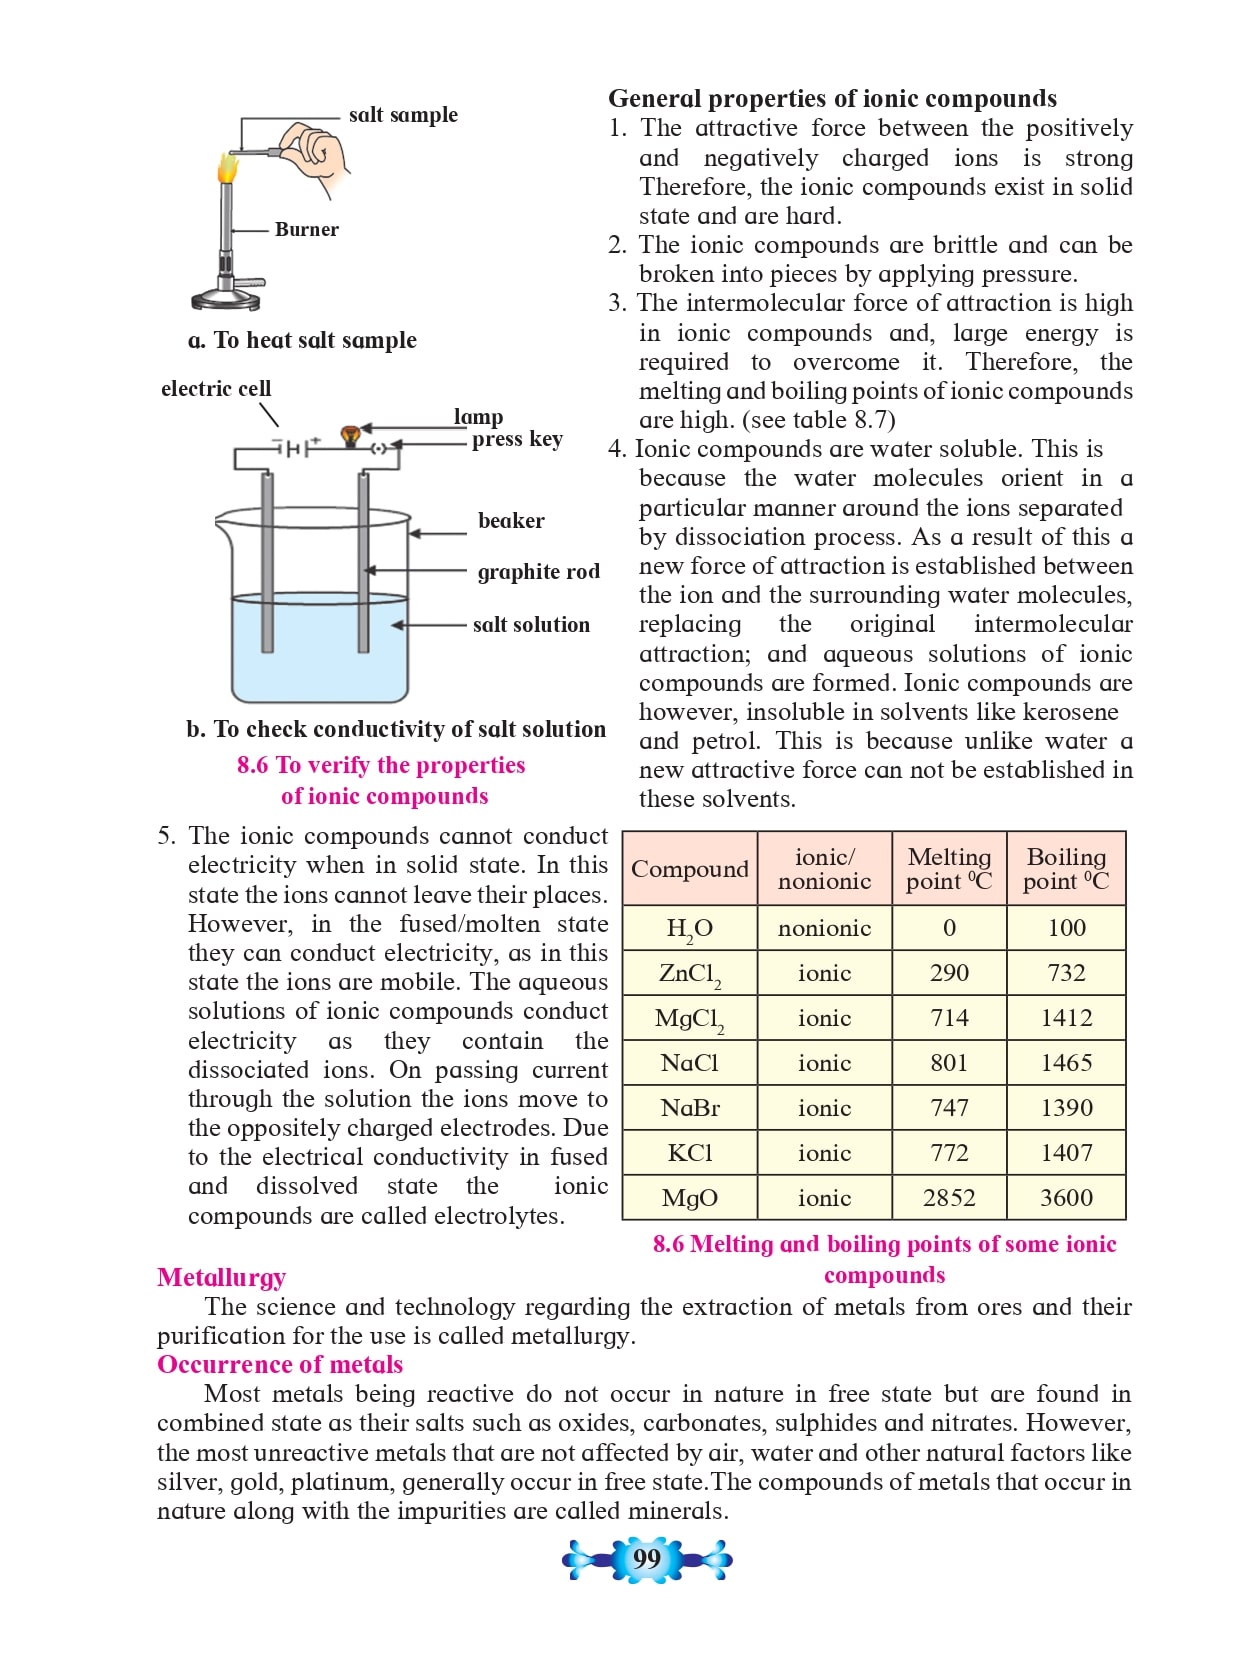 salt sample
Burner
a. To heat salt sample
electric cell
lamp
press key
beaker
graphite rod
salt solution
b. To check conductivity of salt solution
8.6 To verify the properties
of ionic compounds
General properties of ionic compounds
1. The attractive force between the positively
and negatively charged ions is strong
Therefore, the ionic compounds exist in solid
state and are hard.
2. The ionic compounds are brittle and can be
broken into pieces by applying pressure.
3. The intermolecular force of attraction is high
in ionic compounds and, large energy is
required to overcome it. Therefore, the
melting and boiling points of ionic compounds
are high. (see table 8.7)
4. Ionic compounds are water soluble. This is
because the water molecules orient in a
particular manner around the ions separated
by dissociation process. As a result of this a
new force of attraction is established between
the ion and the surrounding water molecules,
replacing the original intermolecular
attraction; and aqueous solutions of ionic
compounds are formed. Ionic compounds are
however, insoluble in solvents like kerosene
and petrol. This is because unlike water a
new attractive force can not be established in
these solvents.
5. The ionic compounds cannot conduct
electricity when in solid state. In this
state the ions cannot leave their places.
However, in the fused/molten state
they can conduct electricity, as in this
state the ions are mobile. The aqueous
solutions of ionic compounds conduct
electricity as they contain the
dissociated ions. On passing current
through the solution the ions move to
the oppositely charged electrodes. Due
to the electrical conductivity in fused
and dissolved state the ionic
compounds are called electrolytes.
Compound ionic/ nonionic Melting point ⁰C Boiling point ⁰C
H₂O nonionic 0 100
ZnCl₂ ionic 290 732
MgCl₂ ionic 714 1412
NaCl ionic 801 1465
NaBr ionic 747 1390
KCl ionic 772 1407
MgO ionic 2852 3600
8.6 Melting and boiling points of some ionic
compounds
Metallurgy
The science and technology regarding the extraction of metals from ores and their
purification for the use is called metallurgy.
Occurrence of metals
Most metals being reactive do not occur in nature in free state but are found in
combined state as their salts such as oxides, carbonates, sulphides and nitrates. However,
the most unreactive metals that are not affected by air, water and other natural factors like
silver, gold, platinum, generally occur in free state.The compounds of metals that occur in
nature along with the impurities are called minerals.
99